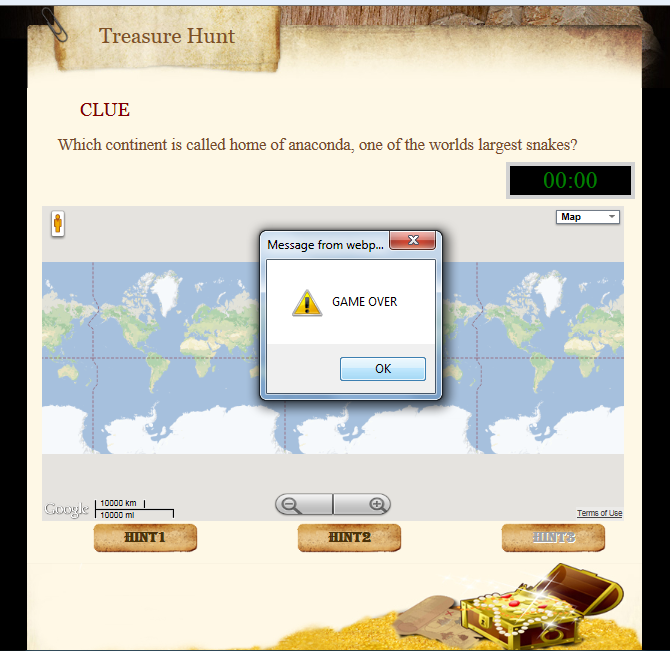 Treasure Hunt
CLUE
Which continent is called home of anaconda, one of the worlds largest snakes?
00:00
Map
Message from webp...
GAME OVER
OK
Google
10000 km
10000 mi
Terms of Use
HINT1
HINT2
HINT3